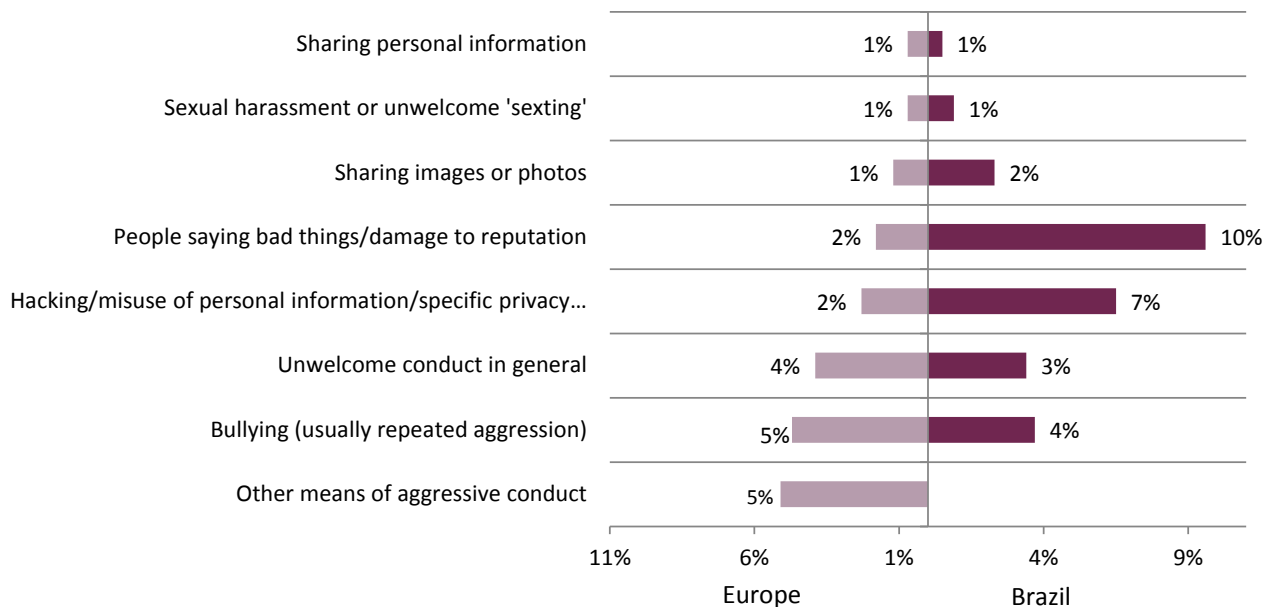 Sharing personal information 1% 1%
Sexual harassment or unwelcome 'sexting' 1% 1%
Sharing images or photos 1% 2%
People saying bad things/damage to reputation 2% 10%
Hacking/misuse of personal information/specific privacy… 2% 7%
Unwelcome conduct in general 4% 3%
Bullying (usually repeated aggression) 5% 4%
Other means of aggressive conduct 5%
11% 6% 1% 4% 9%
Europe Brazil